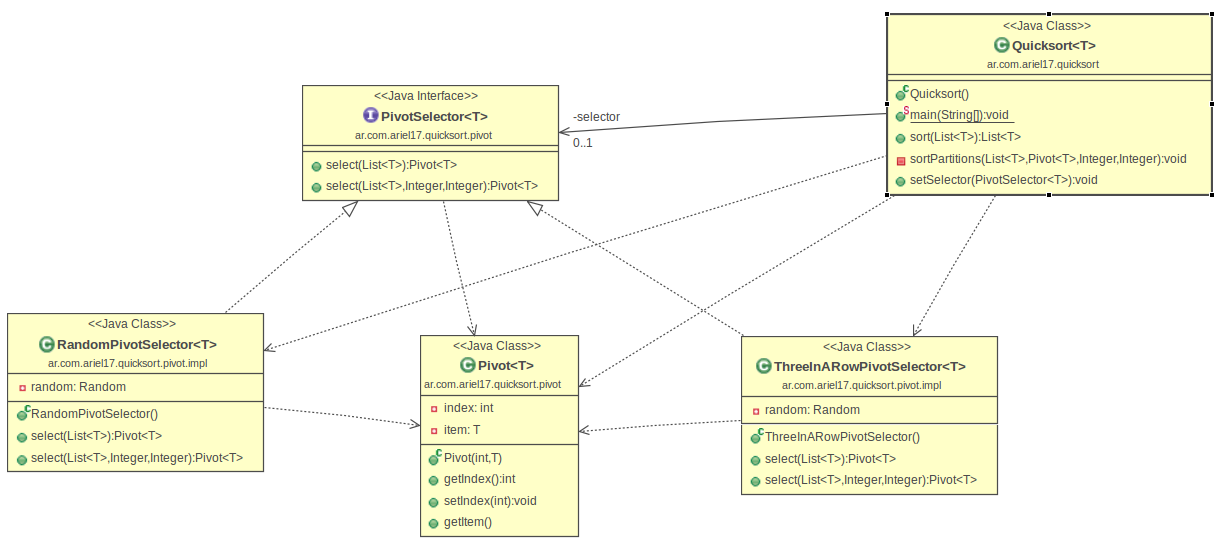 <<Java Class>>
Quicksort<T>
ar.com.ariel17.quicksort
Quicksort()
main(String[]):void
sort(List<T>):List<T>
sortPartitions(List<T>,Pivot<T>,Integer,Integer):void
setSelector(PivotSelector<T>):void
<<Java Interface>>
PivotSelector<T>
ar.com.ariel17.quicksort.pivot
select(List<T>):Pivot<T>
select(List<T>,Integer,Integer):Pivot<T>
-selector
0..1
<<Java Class>>
RandomPivotSelector<T>
ar.com.ariel17.quicksort.pivot.impl
random: Random
RandomPivotSelector()
select(List<T>):Pivot<T>
select(List<T>,Integer,Integer):Pivot<T>
<<Java Class>>
Pivot<T>
ar.com.ariel17.quicksort.pivot
index: int
item: T
Pivot(int,T)
getIndex():int
setIndex(int):void
getItem()
<<Java Class>>
ThreeInARowPivotSelector<T>
ar.com.ariel17.quicksort.pivot.impl
random: Random
ThreeInARowPivotSelector()
select(List<T>):Pivot<T>
select(List<T>,Integer,Integer):Pivot<T>